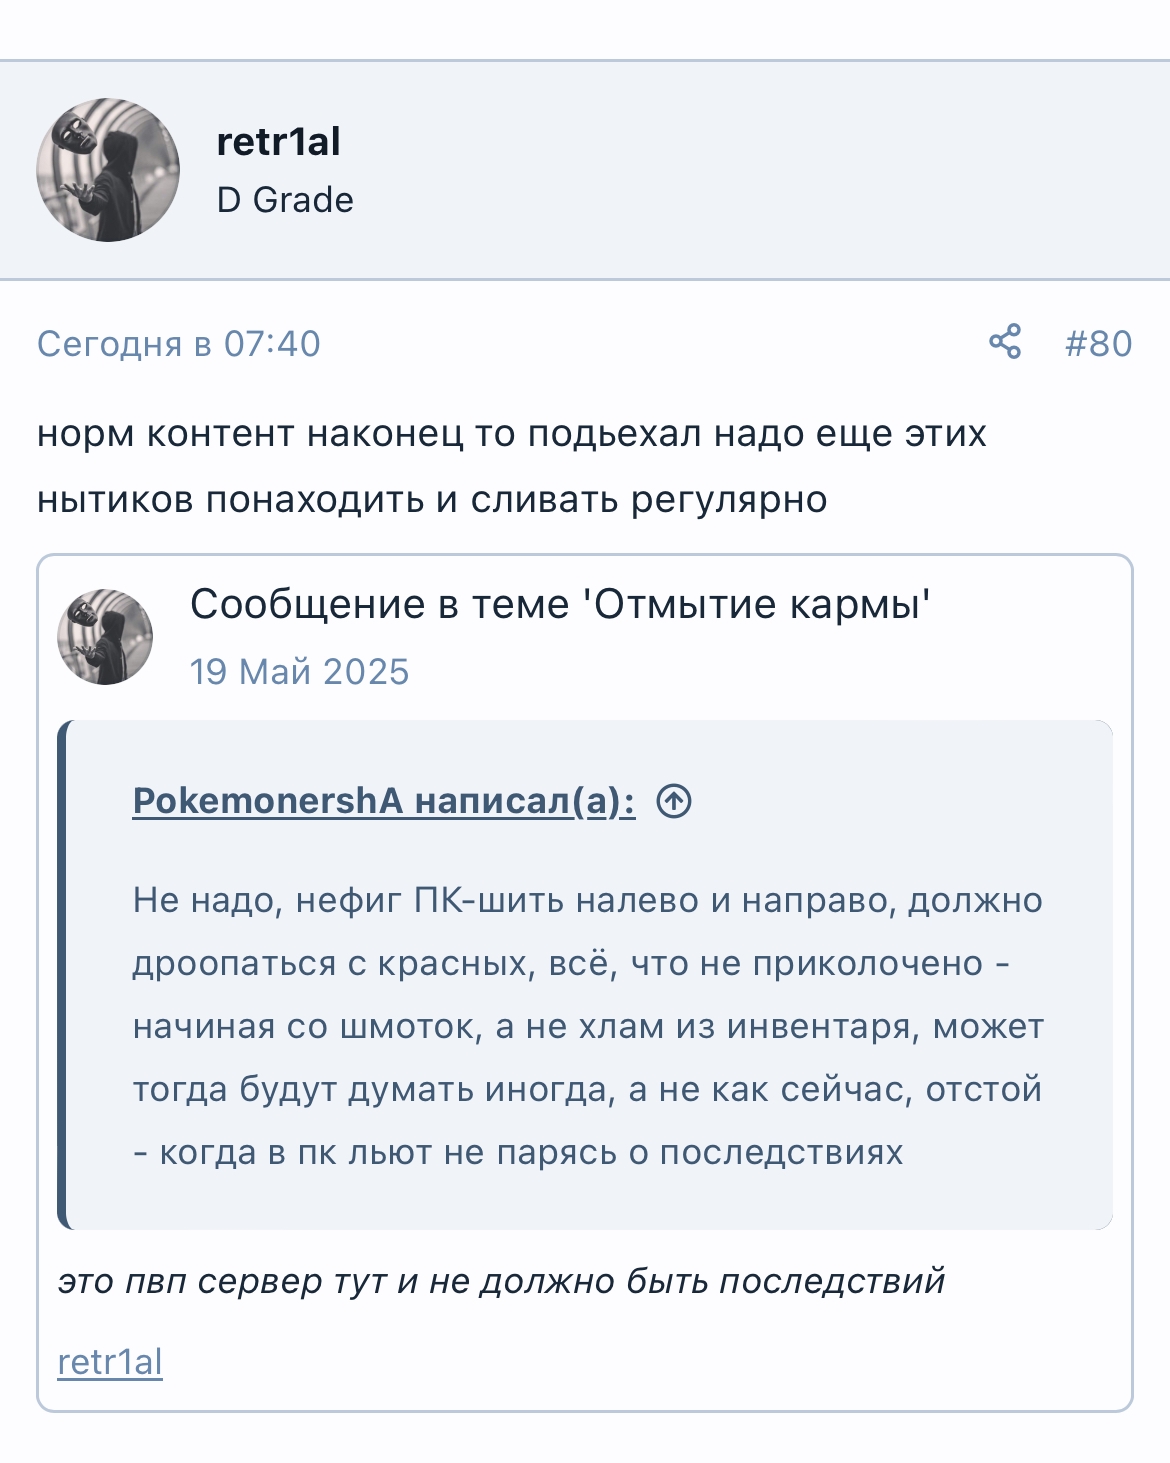 retr1al
D Grade
Сегодня в 07:40 #80
норм контент наконец то подьехал надо еще этих
нытиков понаходить и сливать регулярно
Сообщение в теме 'Отмытие кармы'
19 Май 2025
PokemonershA написал(а):
Не надо, нефиг ПК-шить налево и направо, должно
дроопаться с красных, всё, что не приколочено -
начиная со шмоток, а не хлам из инвентаря, может
тогда будут думать иногда, а не как сейчас, отстой
- когда в пк льют не парясь о последствиях
это пвп сервер тут и не должно быть последствий
retr1al